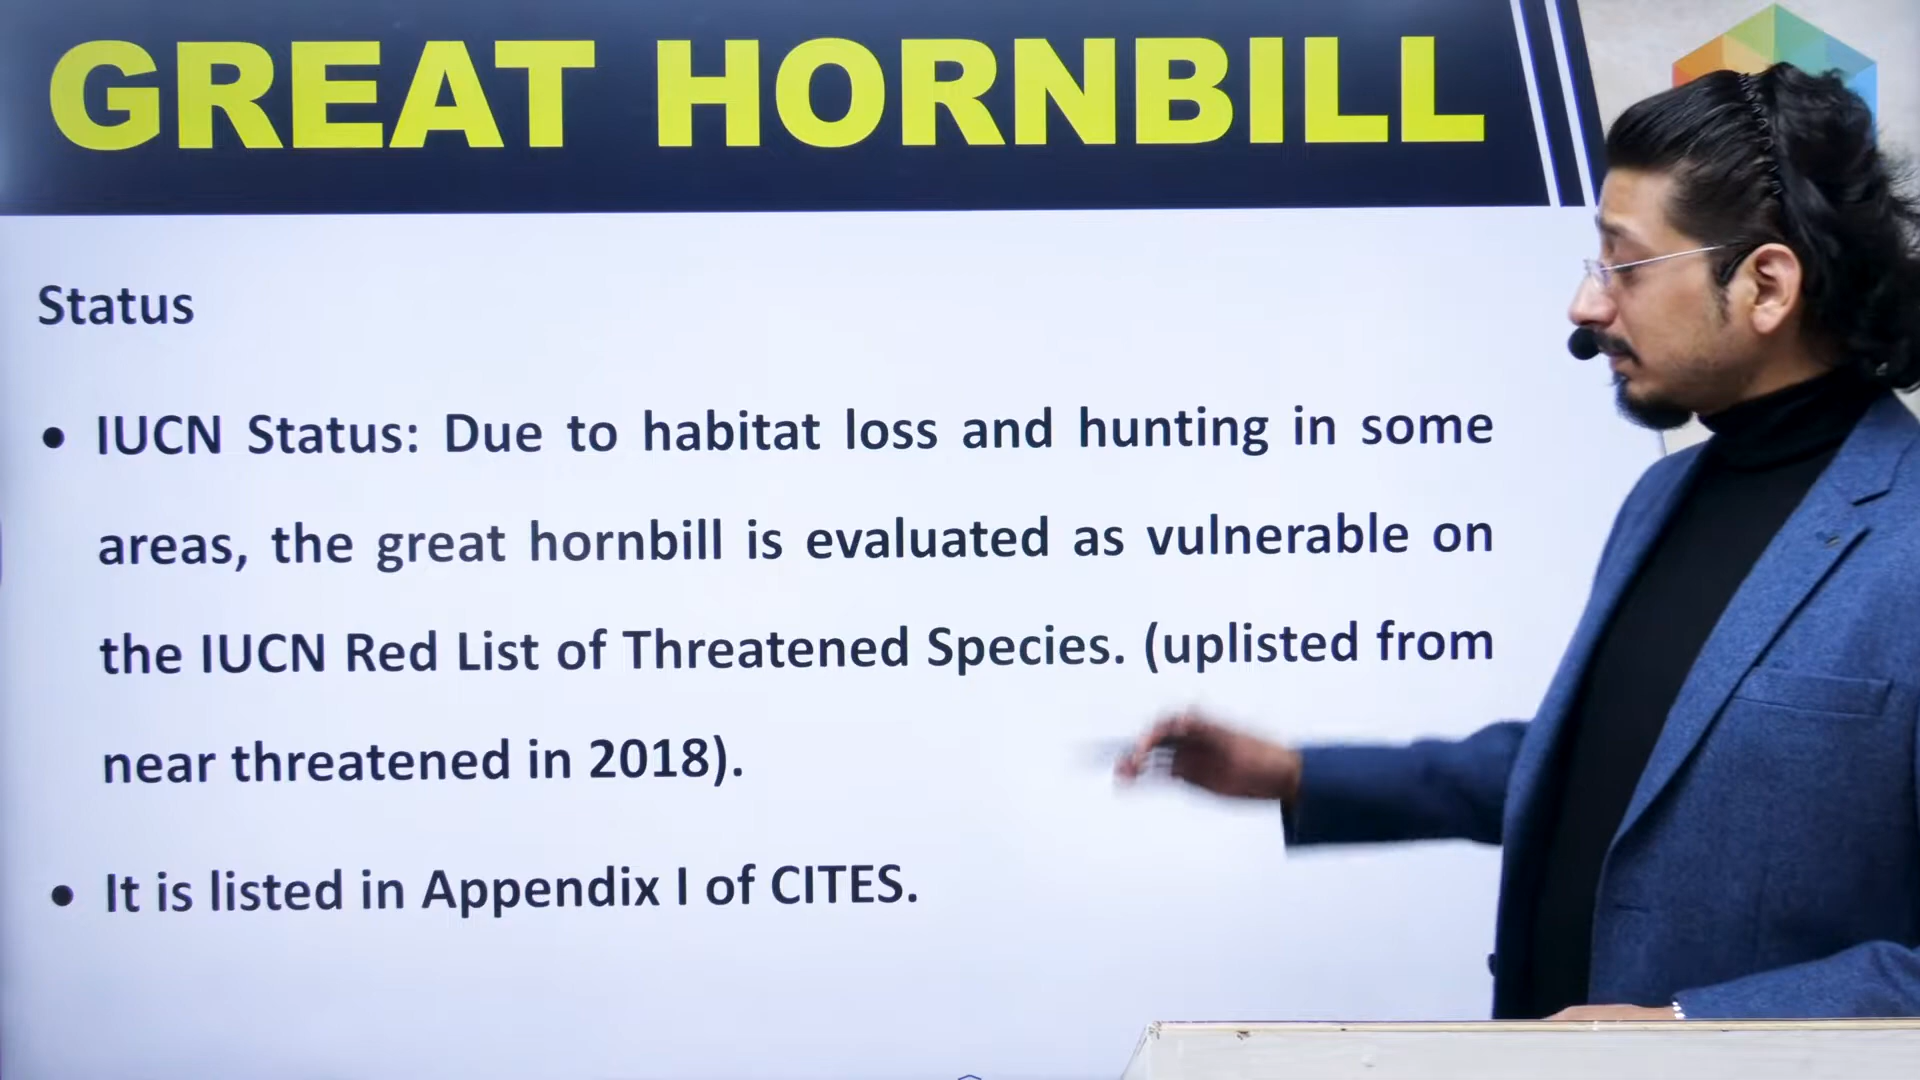 GREAT HORNBILL
Status
• IUCN Status: Due to habitat loss and hunting in some
areas, the great hornbill is evaluated as vulnerable on
the IUCN Red List of Threatened Species. (uplisted from
near threatened in 2018).
• It is listed in Appendix I of CITES.